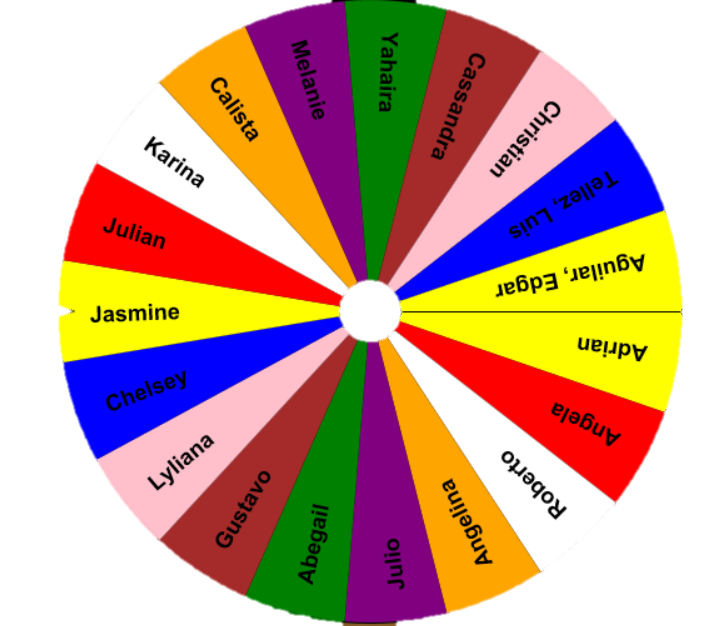 Yahaira
Cassandra
Christian
Tellez, Luis
Aguilar, Edgar
Adrian
Angela
Roberto
Angelina
Julio
Abegail
Gustavo
Lyliana
Chelsey
Jasmine
Julian
Karina
Calista
Melanie